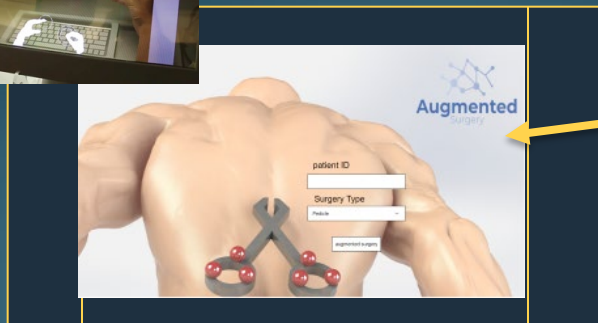 Augmented
Surgery
patient ID
Surgery Type
Pedicle
augmented surgery